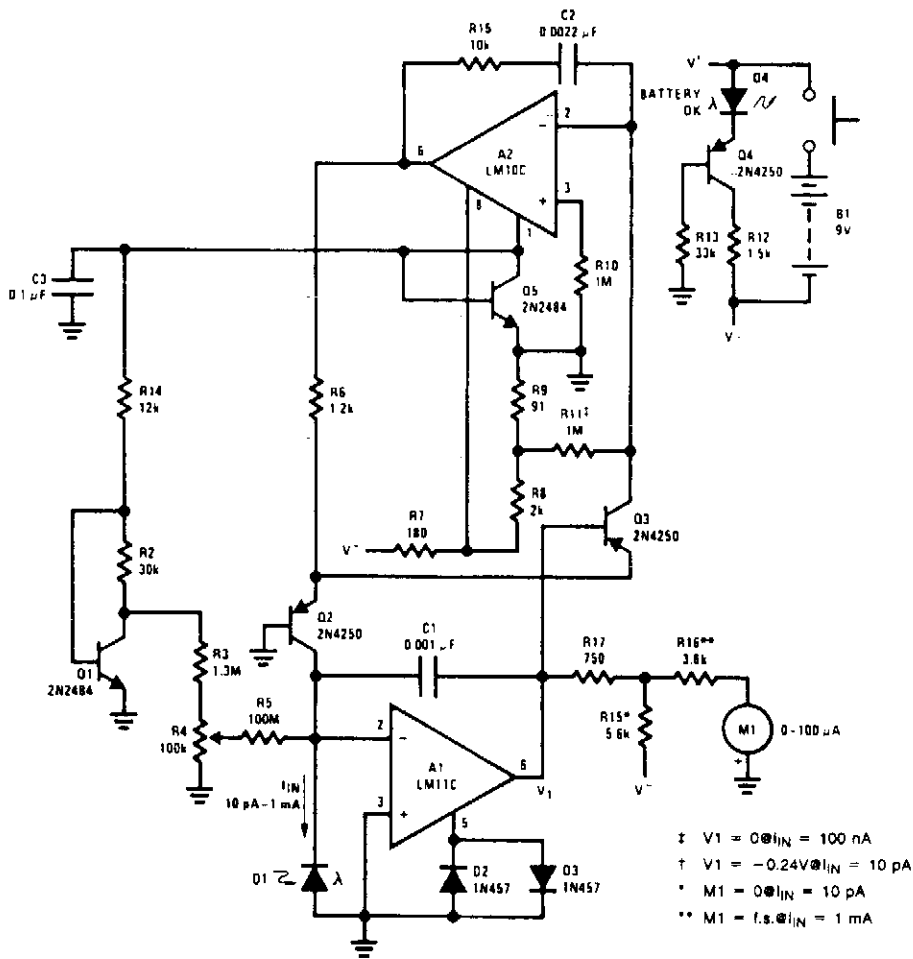 C2
0.0022 µF
R15
10k
V+
D4
BATTERY
OK
λ
2
6
A2
LM10C
8
3
+
1
Q4
2N4250
B1
9V
R13
33k
R12
1.5k
V-
R10
1M
C3
0.1 µF
Q5
2N2484
R14
12k
R6
1.2k
R9
91
R11‡
1M
R8
2k
R7
180
V-
Q3
2N4250
R2
30k
Q2
2N4250
C1
0.001 µF
R17
750
R16**
3.6k
Q1
2N2484
R3
1.3M
R5
100M
R4
100k
R15*
5.6k
M1
0-100 µA
+
2
A1
LM11C
6
V1
V-
IIN
10 pA-1 mA
3
+
5
D1
λ
D2
1N457
D3
1N457
‡ V1 = 0@IIN = 100 nA
† V1 = -0.24V@IIN = 10 pA
* M1 = 0@IIN = 10 pA
** M1 = f.s.@IIN = 1 mA